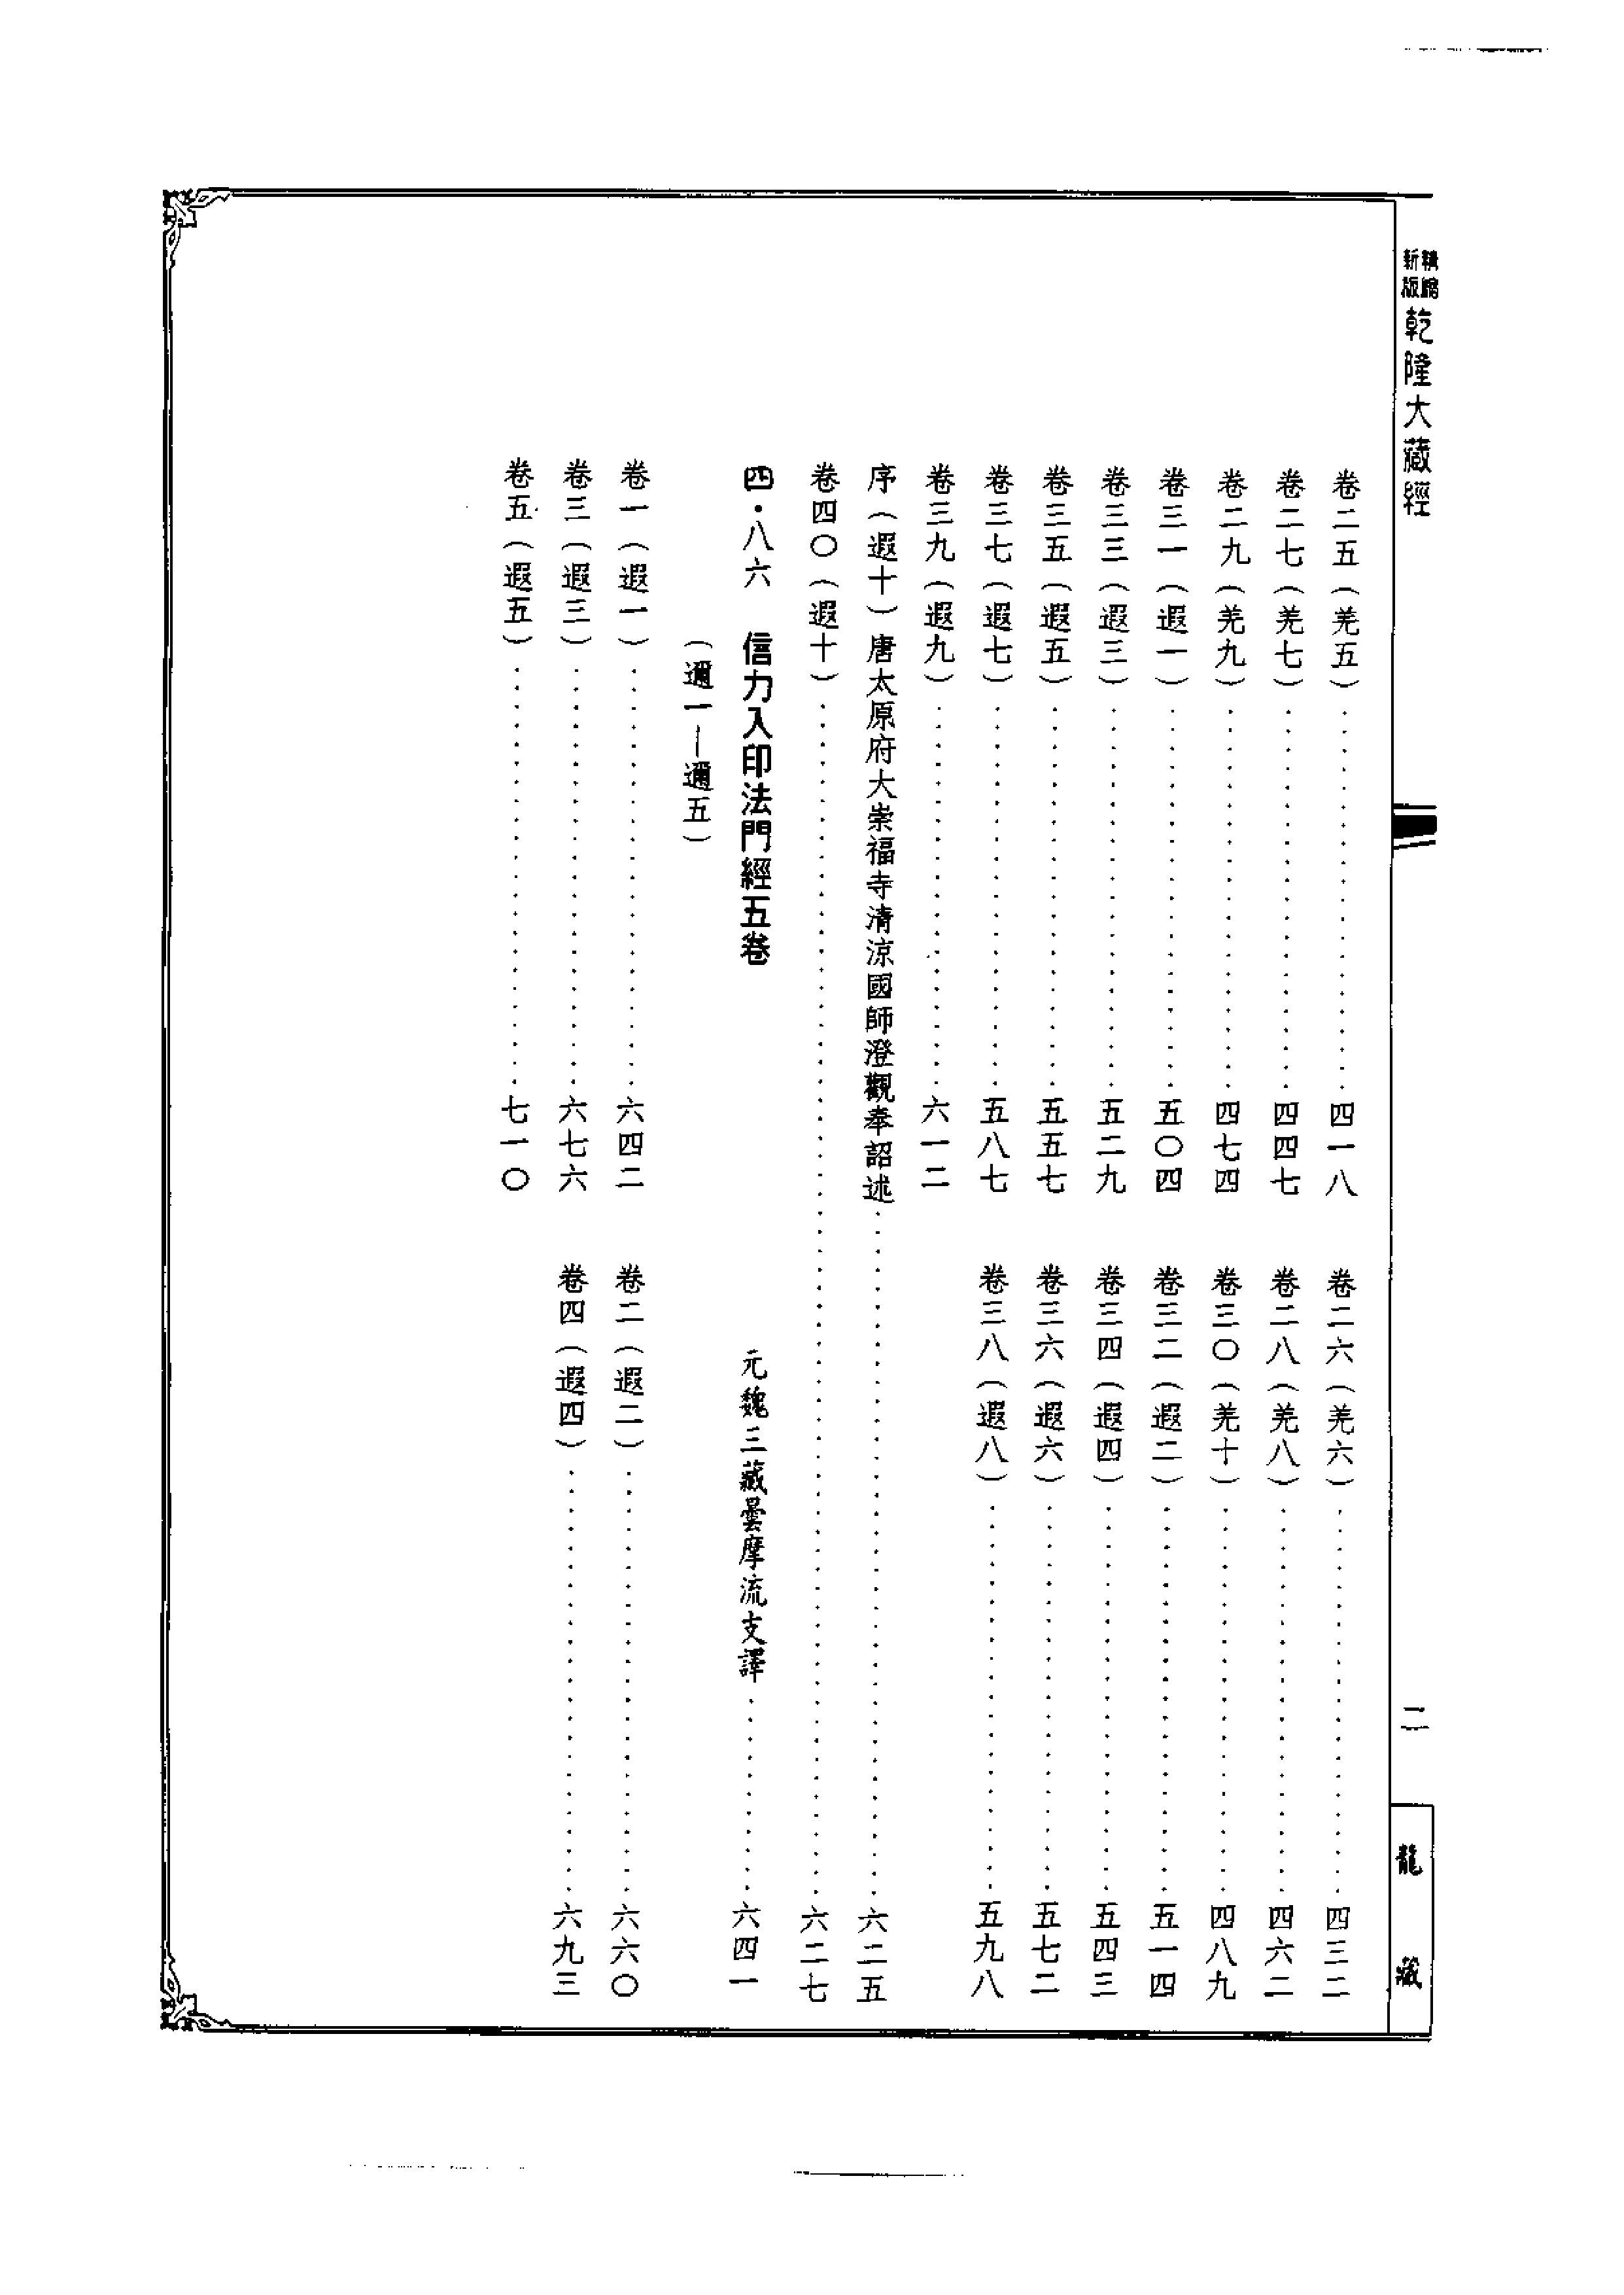 精縮
新版
乾隆大藏經
二
龍藏
卷二五（羌五）……四一八　卷二六（羌六）……四三二
卷二七（羌七）……四四七　卷二八（羌八）……四六二
卷二九（羌九）……四七四　卷三〇（羌十）……四八九
卷三一（遐一）……五〇四　卷三二（遐二）……五一四
卷三三（遐三）……五二九　卷三四（遐四）……五四三
卷三五（遐五）……五五七　卷三六（遐六）……五七二
卷三七（遐七）……五八七　卷三八（遐八）……五九八
卷三九（遐九）……六一二
序（遐十）唐太原府大崇福寺清涼國師澄觀奉詔述……六二五
卷四〇（遐十）……六二七
四·八六　信力入印法門經五卷　元魏三藏曇摩流支譯……六四一
（邇一—邇五）
卷一（遐一）……六四二　卷二（遐二）……六六〇
卷三（遐三）……六七六　卷四（遐四）……六九三
卷五（遐五）……七一〇